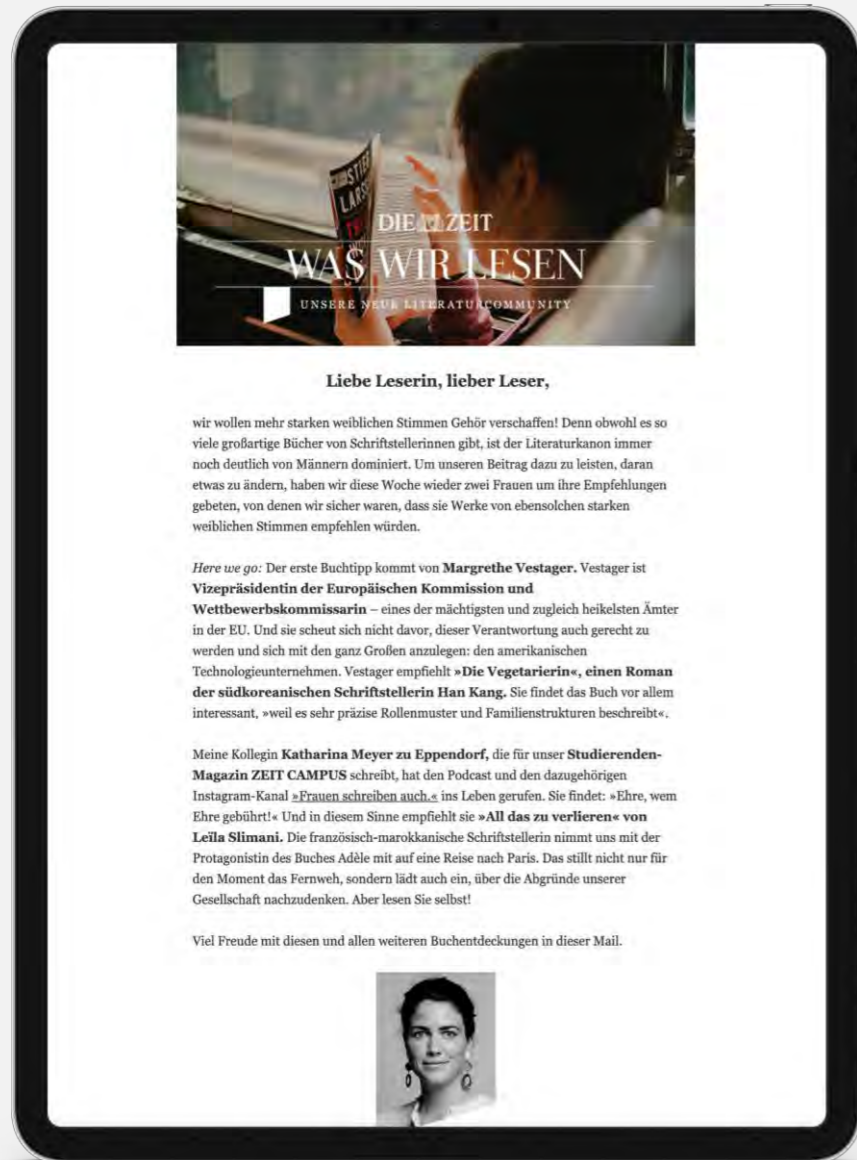 STIEG
LARS
DIE ZEIT
WAS WIR LESEN
UNSERE NEUE LITERATURCOMMUNITY
Liebe Leserin, lieber Leser,
wir wollen mehr starken weiblichen Stimmen Gehör verschaffen! Denn obwohl es so
viele großartige Bücher von Schriftstellerinnen gibt, ist der Literaturkanon immer
noch deutlich von Männern dominiert. Um unseren Beitrag dazu zu leisten, daran
etwas zu ändern, haben wir diese Woche wieder zwei Frauen um ihre Empfehlungen
gebeten, von denen wir sicher waren, dass sie Werke von ebensolchen starken
weiblichen Stimmen empfehlen würden.
Here we go: Der erste Buchtipp kommt von Margrethe Vestager. Vestager ist
Vizepräsidentin der Europäischen Kommission und
Wettbewerbskommissarin – eines der mächtigsten und zugleich heikelsten Ämter
in der EU. Und sie scheut sich nicht davor, dieser Verantwortung auch gerecht zu
werden und sich mit den ganz Großen anzulegen: den amerikanischen
Technologieunternehmen. Vestager empfiehlt »Die Vegetarierin«, einen Roman
der südkoreanischen Schriftstellerin Han Kang. Sie findet das Buch vor allem
interessant, »weil es sehr präzise Rollenmuster und Familienstrukturen beschreibt«.
Meine Kollegin Katharina Meyer zu Eppendorf, die für unser Studierenden-
Magazin ZEIT CAMPUS schreibt, hat den Podcast und den dazugehörigen
Instagram-Kanal »Frauen schreiben auch.« ins Leben gerufen. Sie findet: »Ehre, wem
Ehre gebührt!« Und in diesem Sinne empfiehlt sie »All das zu verlieren« von
Leïla Slimani. Die französisch-marokkanische Schriftstellerin nimmt uns mit der
Protagonistin des Buches Adèle mit auf eine Reise nach Paris. Das stillt nicht nur für
den Moment das Fernweh, sondern lädt auch ein, über die Abgründe unserer
Gesellschaft nachzudenken. Aber lesen Sie selbst!
Viel Freude mit diesen und allen weiteren Buchentdeckungen in dieser Mail.